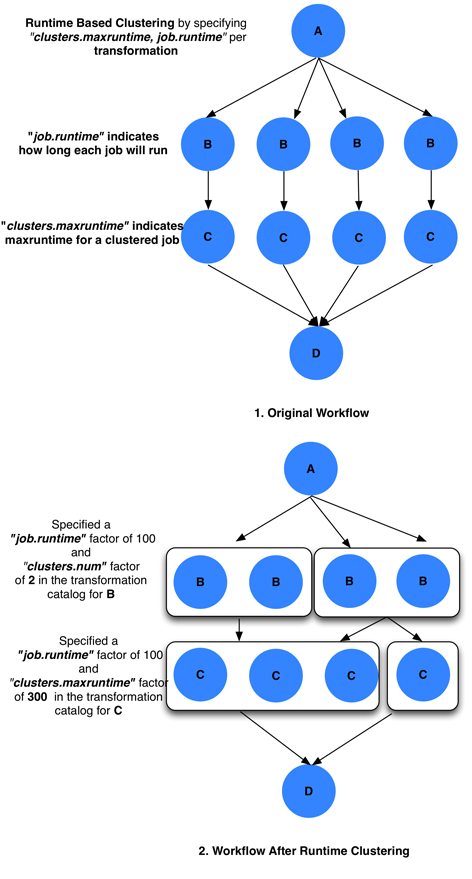 Runtime Based Clustering by specifying
"clusters.maxruntime, job.runtime" per
transformation
A
"job.runtime" indicates
how long each job will run
B B B B
"clusters.maxruntime" indicates
maxruntime for a clustered job
C C C C
D
1. Original Workflow
A
Specified a
"job.runtime" factor of 100
and
"clusters.num" factor
of 2 in the transformation
catalog for B
B B B B
Specified a
"job.runtime" factor of 100
and
"clusters.maxruntime" factor
of 300 in the transformation
catalog for C
C C C C
D
2. Workflow After Runtime Clustering